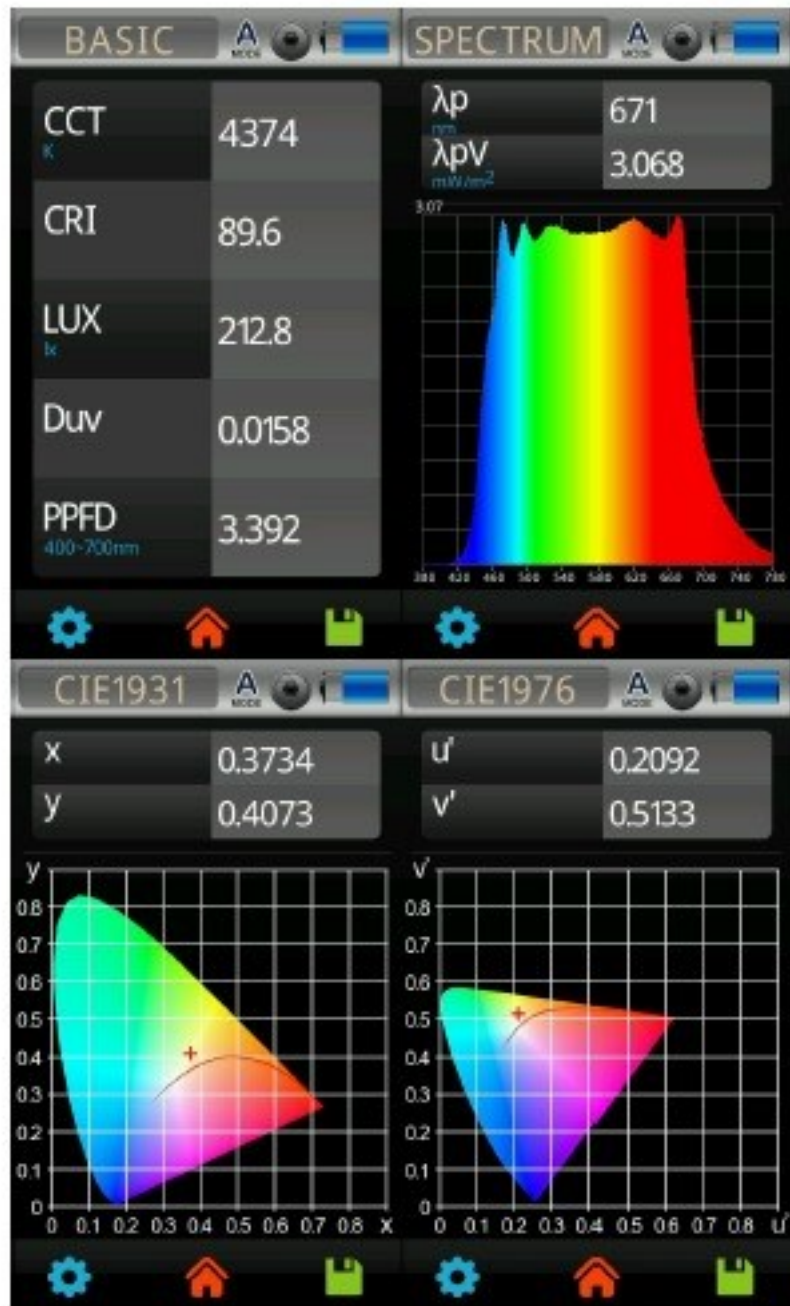 BASIC A MODE
CCT K 4374
CRI 89.6
LUX lx 212.8
Duv 0.0158
PPFD 400~700nm 3.392
SPECTRUM A MODE
λp nm 671
λpV mW/m² 3.068
3.07
380 420 460 500 540 580 620 660 700 740 780
CIE1931 A MODE
x 0.3734
y 0.4073
y
0.8
0.7
0.6
0.5
0.4
0.3
0.2
0.1
0
0 0.1 0.2 0.3 0.4 0.5 0.6 0.7 0.8 x
CIE1976 A MODE
u' 0.2092
v' 0.5133
v'
0.8
0.7
0.6
0.5
0.4
0.3
0.2
0.1
0
0 0.1 0.2 0.3 0.4 0.5 0.6 0.7 0.8 u'